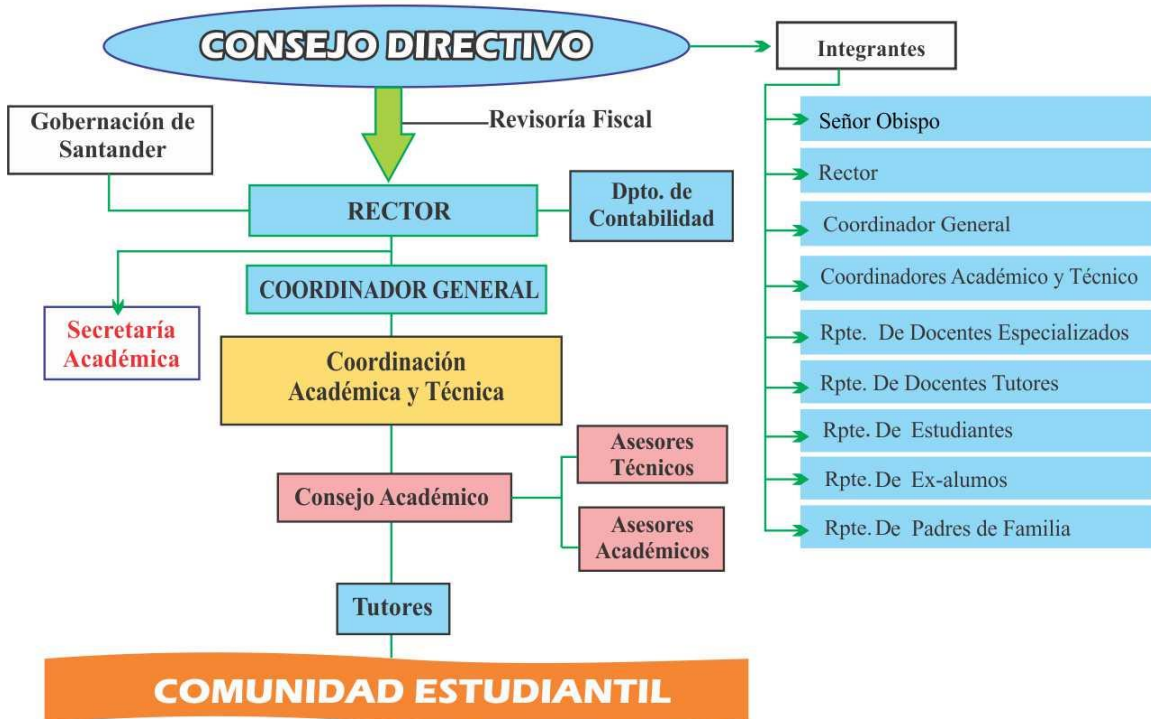 CONSEJO DIRECTIVO
Integrantes
Gobernación de
Santander
Revisoría Fiscal
RECTOR
Dpto. de
Contabilidad
COORDINADOR GENERAL
Secretaría
Académica
Coordinación
Académica y Técnica
Consejo Académico
Asesores
Técnicos
Asesores
Académicos
Tutores
COMUNIDAD ESTUDIANTIL
Señor Obispo
Rector
Coordinador General
Coordinadores Académico y Técnico
Rpte. De Docentes Especializados
Rpte. De Docentes Tutores
Rpte. De Estudiantes
Rpte. De Ex-alumos
Rpte. De Padres de Familia